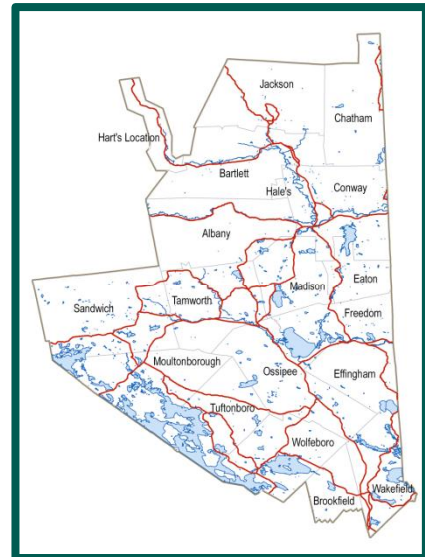 Jackson
Chatham
Hart's Location
Bartlett
Hale's
Conway
Albany
Eaton
Madison
Sandwich
Tamworth
Freedom
Moultonborough
Ossipee
Effingham
Tuftonboro
Wolfeboro
Wakefield
Brookfield